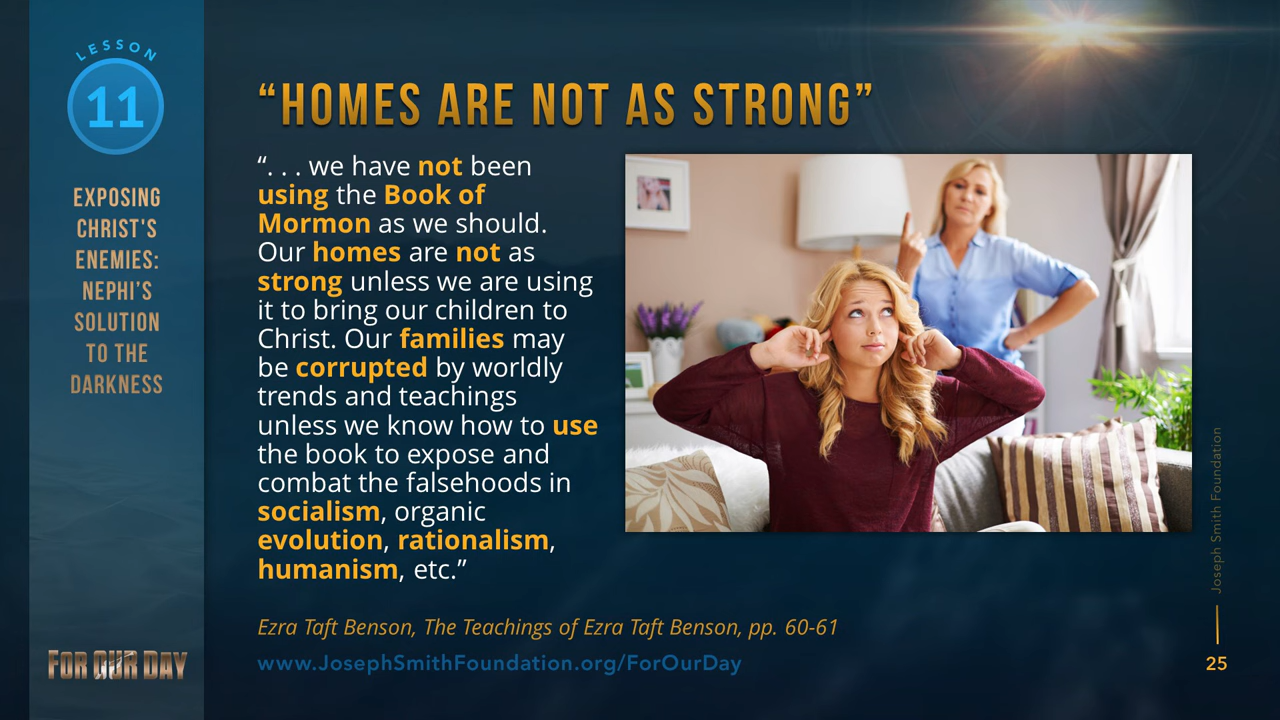 LESSON
11
EXPOSING
CHRIST'S
ENEMIES:
NEPHI'S
SOLUTION
TO THE
DARKNESS
FOR OUR DAY
“HOMES ARE NOT AS STRONG”
“. . . we have not been
using the Book of
Mormon as we should.
Our homes are not as
strong unless we are using
it to bring our children to
Christ. Our families may
be corrupted by worldly
trends and teachings
unless we know how to use
the book to expose and
combat the falsehoods in
socialism, organic
evolution, rationalism,
humanism, etc.”
Ezra Taft Benson, The Teachings of Ezra Taft Benson, pp. 60-61
www.JosephSmithFoundation.org/ForOurDay
Joseph Smith Foundation
25